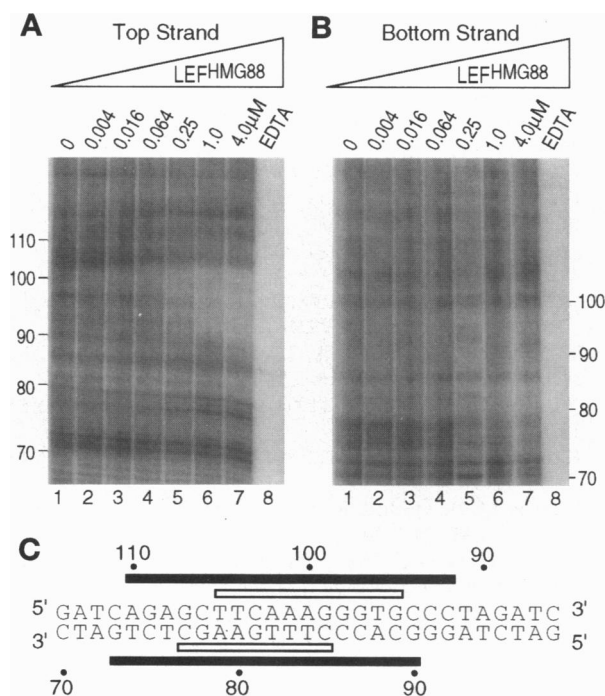 A B
Top Strand Bottom Strand
LEFHMG88 LEFHMG88
0 0.004 0.016 0.064 0.25 1.0 4.0μM EDTA 0 0.004 0.016 0.064 0.25 1.0 4.0μM EDTA
110
100 100
90 90
80 80
70 70
1 2 3 4 5 6 7 8 1 2 3 4 5 6 7 8
C
110 100 90
5' GATCAGAGCTTCAAAGGGTGCCCTAGATC 3'
3' CTAGTCTCGAAGTTTCCCACGGGATCTAG 5'
70 80 90